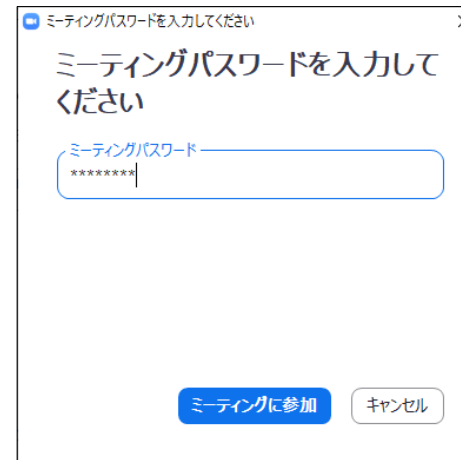 ミーティングパスワードを入力してください
ミーティングパスワードを入力して
ください
ミーティングパスワード
********
ミーティングに参加
キャンセル